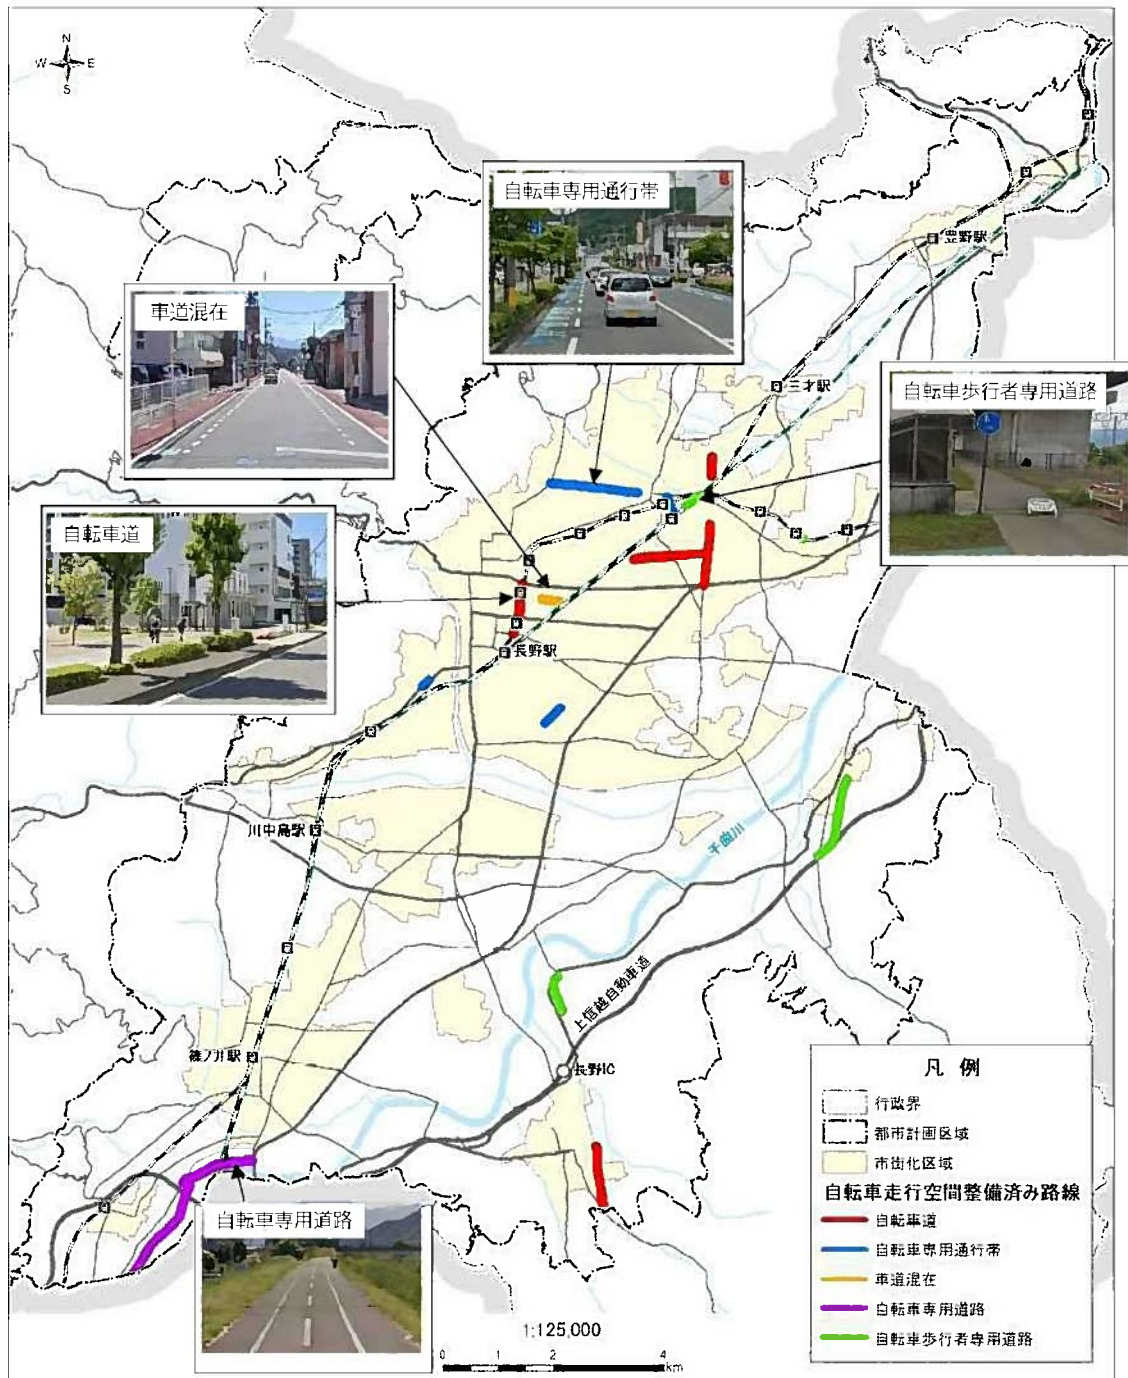 N
W E
S
自転車専用通行帯
豊野駅
車道混在
三才駅
自転車歩行者専用道路
自転車道
長野駅
川中島駅
千曲川
上信越自動車道
篠ノ井駅
長野IC
自転車専用道路
凡 例
行政界
都市計画区域
市街化区域
自転車走行空間整備済み路線
自転車道
自転車専用通行帯
車道混在
自転車専用道路
自転車歩行者専用道路
1:125,000
0 1 2 4
km